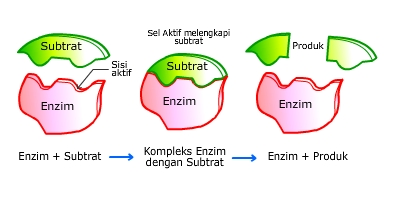 Subtrat
Sisi
aktif
Enzim
Sel Aktif melengkapi
subtrat
Subtrat
Enzim
Produk
Enzim
Enzim + Subtrat
Kompleks Enzim
dengan Subtrat
Enzim + Produk